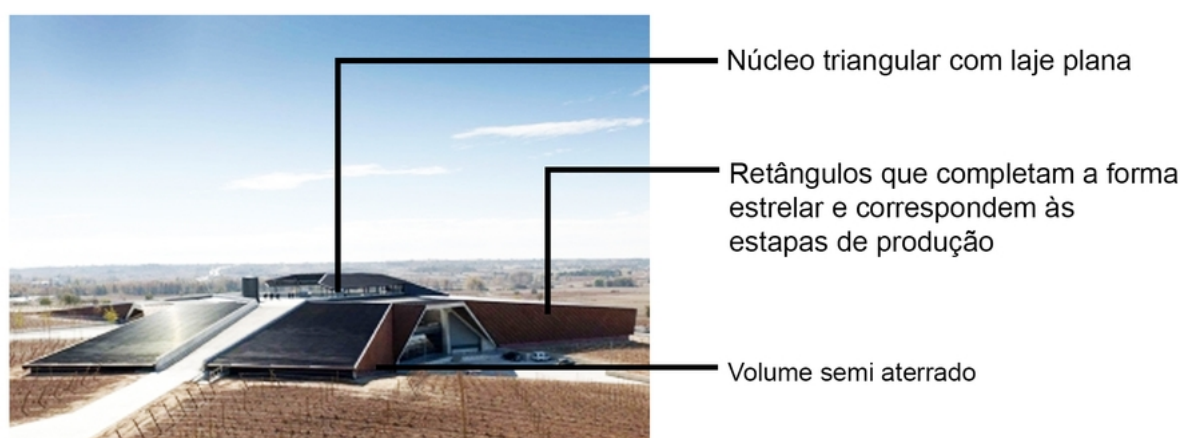 Núcleo triangular com laje plana
Retângulos que completam a forma
estrelar e correspondem às
estapas de produção
Volume semi aterrado